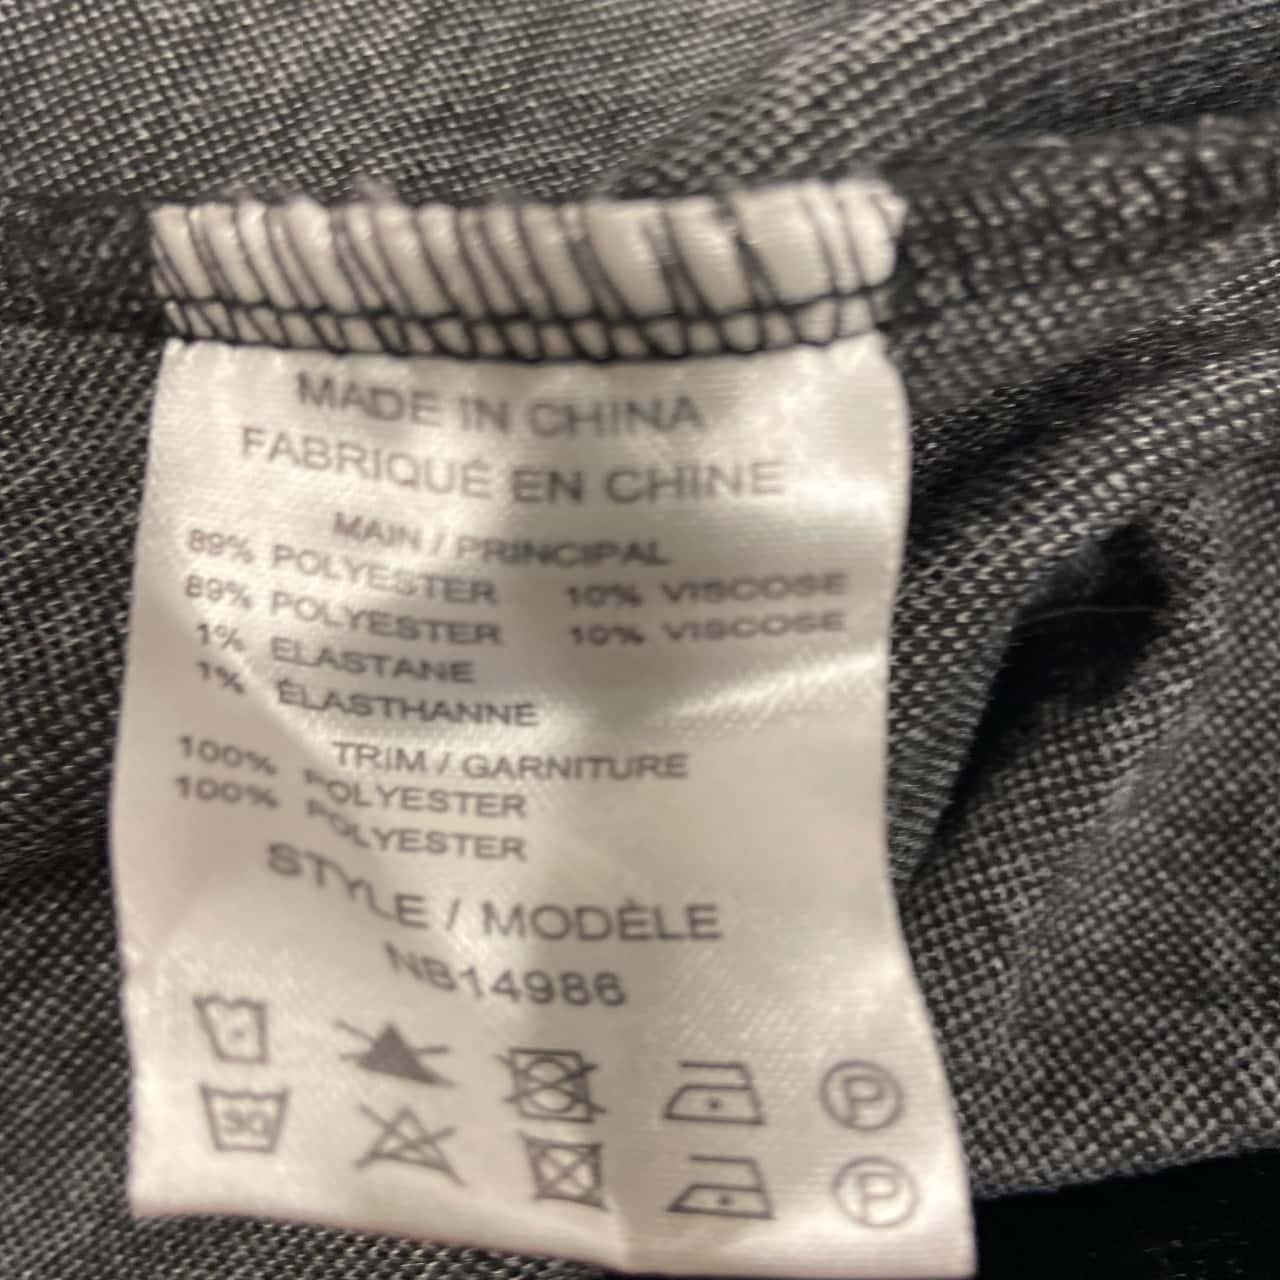 MADE IN CHINA
FABRIQUÉ EN CHINE
MAIN / PRINCIPAL
89% POLYESTER 10% VISCOSE
89% POLYESTER 10% VISCOSE
1% ELASTANE
1% ÉLASTHANNE
TRIM / GARNITURE
100% POLYESTER
100% POLYESTER
STYLE / MODÈLE
NB14986
P
30
P